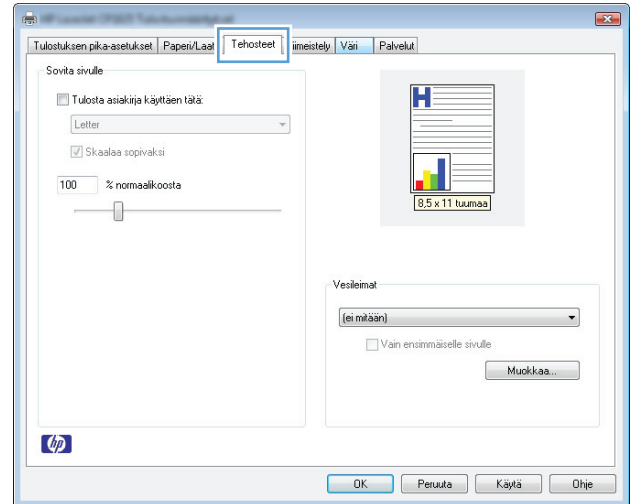 Tulostuksen pika-asetukset Paperi/Laat Tehosteet iimeistely Väri Palvelut
Sovita sivulle
Tulosta asiakirja käyttäen tätä:
Letter
Skaalaa sopivaksi
100 % normaalikoosta
H
8,5 x 11 tuumaa
Vesileimat
(ei mitään)
Vain ensimmäiselle sivulle
Muokkaa...
hp
OK Peruuta Käytä Ohje